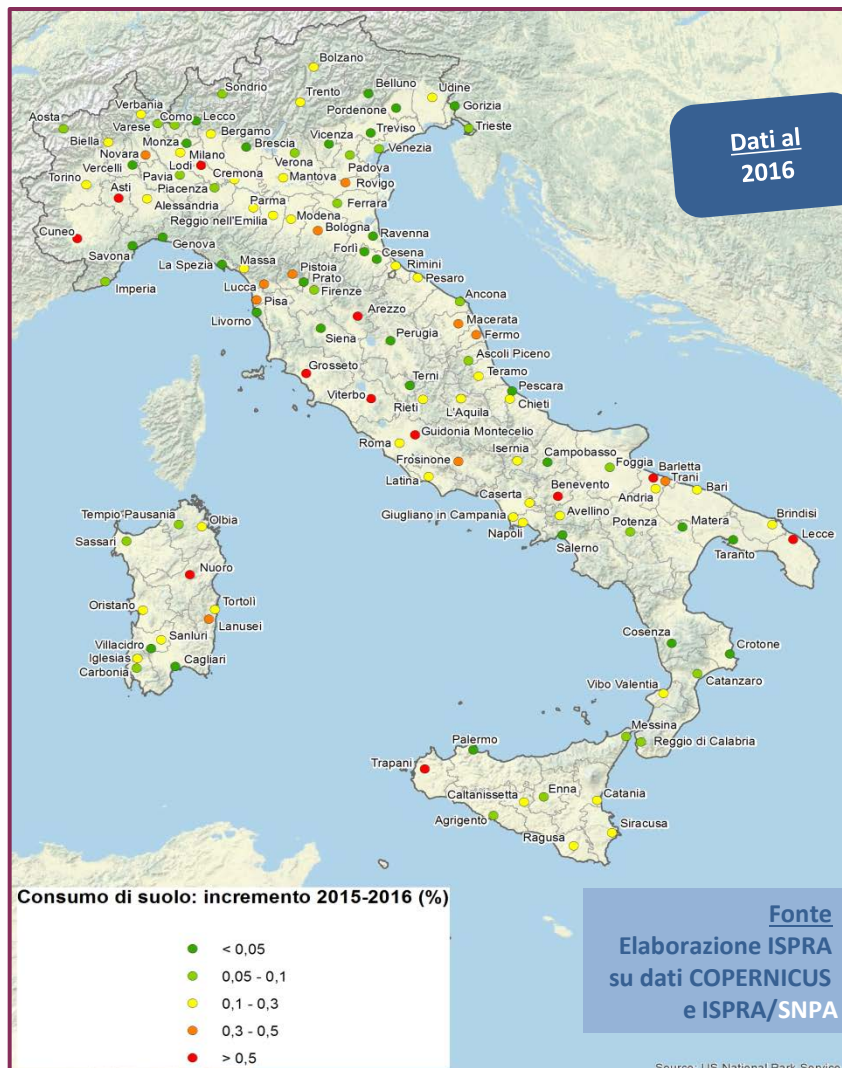 Bolzano
Sondrio
Belluno
Udine
Trento
Verbania
Pordenone
Gorizia
Aosta
Como
Lecco
Varese
Treviso
Bergamo
Vicenza
Trieste
Biella
Monza
Brescia
Venezia
Novara
Milano
Verona
Padova
Vercelli
Lodi
Cremona
Mantova
Rovigo
Torino
Pavia
Piacenza
Asti
Alessandria
Parma
Ferrara
Reggio nell'Emilia
Modena
Bologna
Ravenna
Cuneo
Genova
Forlì
Cesena
Savona
La Spezia
Massa
Pistoia
Rimini
Prato
Pesaro
Imperia
Lucca
Firenze
Pisa
Ancona
Arezzo
Macerata
Livorno
Fermo
Siena
Perugia
Ascoli Piceno
Grosseto
Terni
Teramo
Pescara
Viterbo
Rieti
L'Aquila
Chieti
Guidonia Montecelio
Roma
Isernia
Frosinone
Campobasso
Foggia
Barletta
Trani
Latina
Benevento
Andria
Bari
Caserta
Tempio Pausania
Olbia
Giugliano in Campania
Avellino
Potenza
Matera
Brindisi
Napoli
Lecce
Sassari
Salerno
Taranto
Nuoro
Oristano
Tortolì
Lanusei
Villacidro
Sanluri
Cosenza
Crotone
Iglesias
Cagliari
Carbonia
Catanzaro
Vibo Valentia
Messina
Palermo
Reggio di Calabria
Trapani
Caltanissetta
Enna
Catania
Agrigento
Ragusa
Siracusa
Dati al
2016
Consumo di suolo: incremento 2015-2016 (%)
< 0,05
0,05 - 0,1
0,1 - 0,3
0,3 - 0,5
> 0,5
Fonte
Elaborazione ISPRA
su dati COPERNICUS
e ISPRA/SNPA
Source: US National Park Service